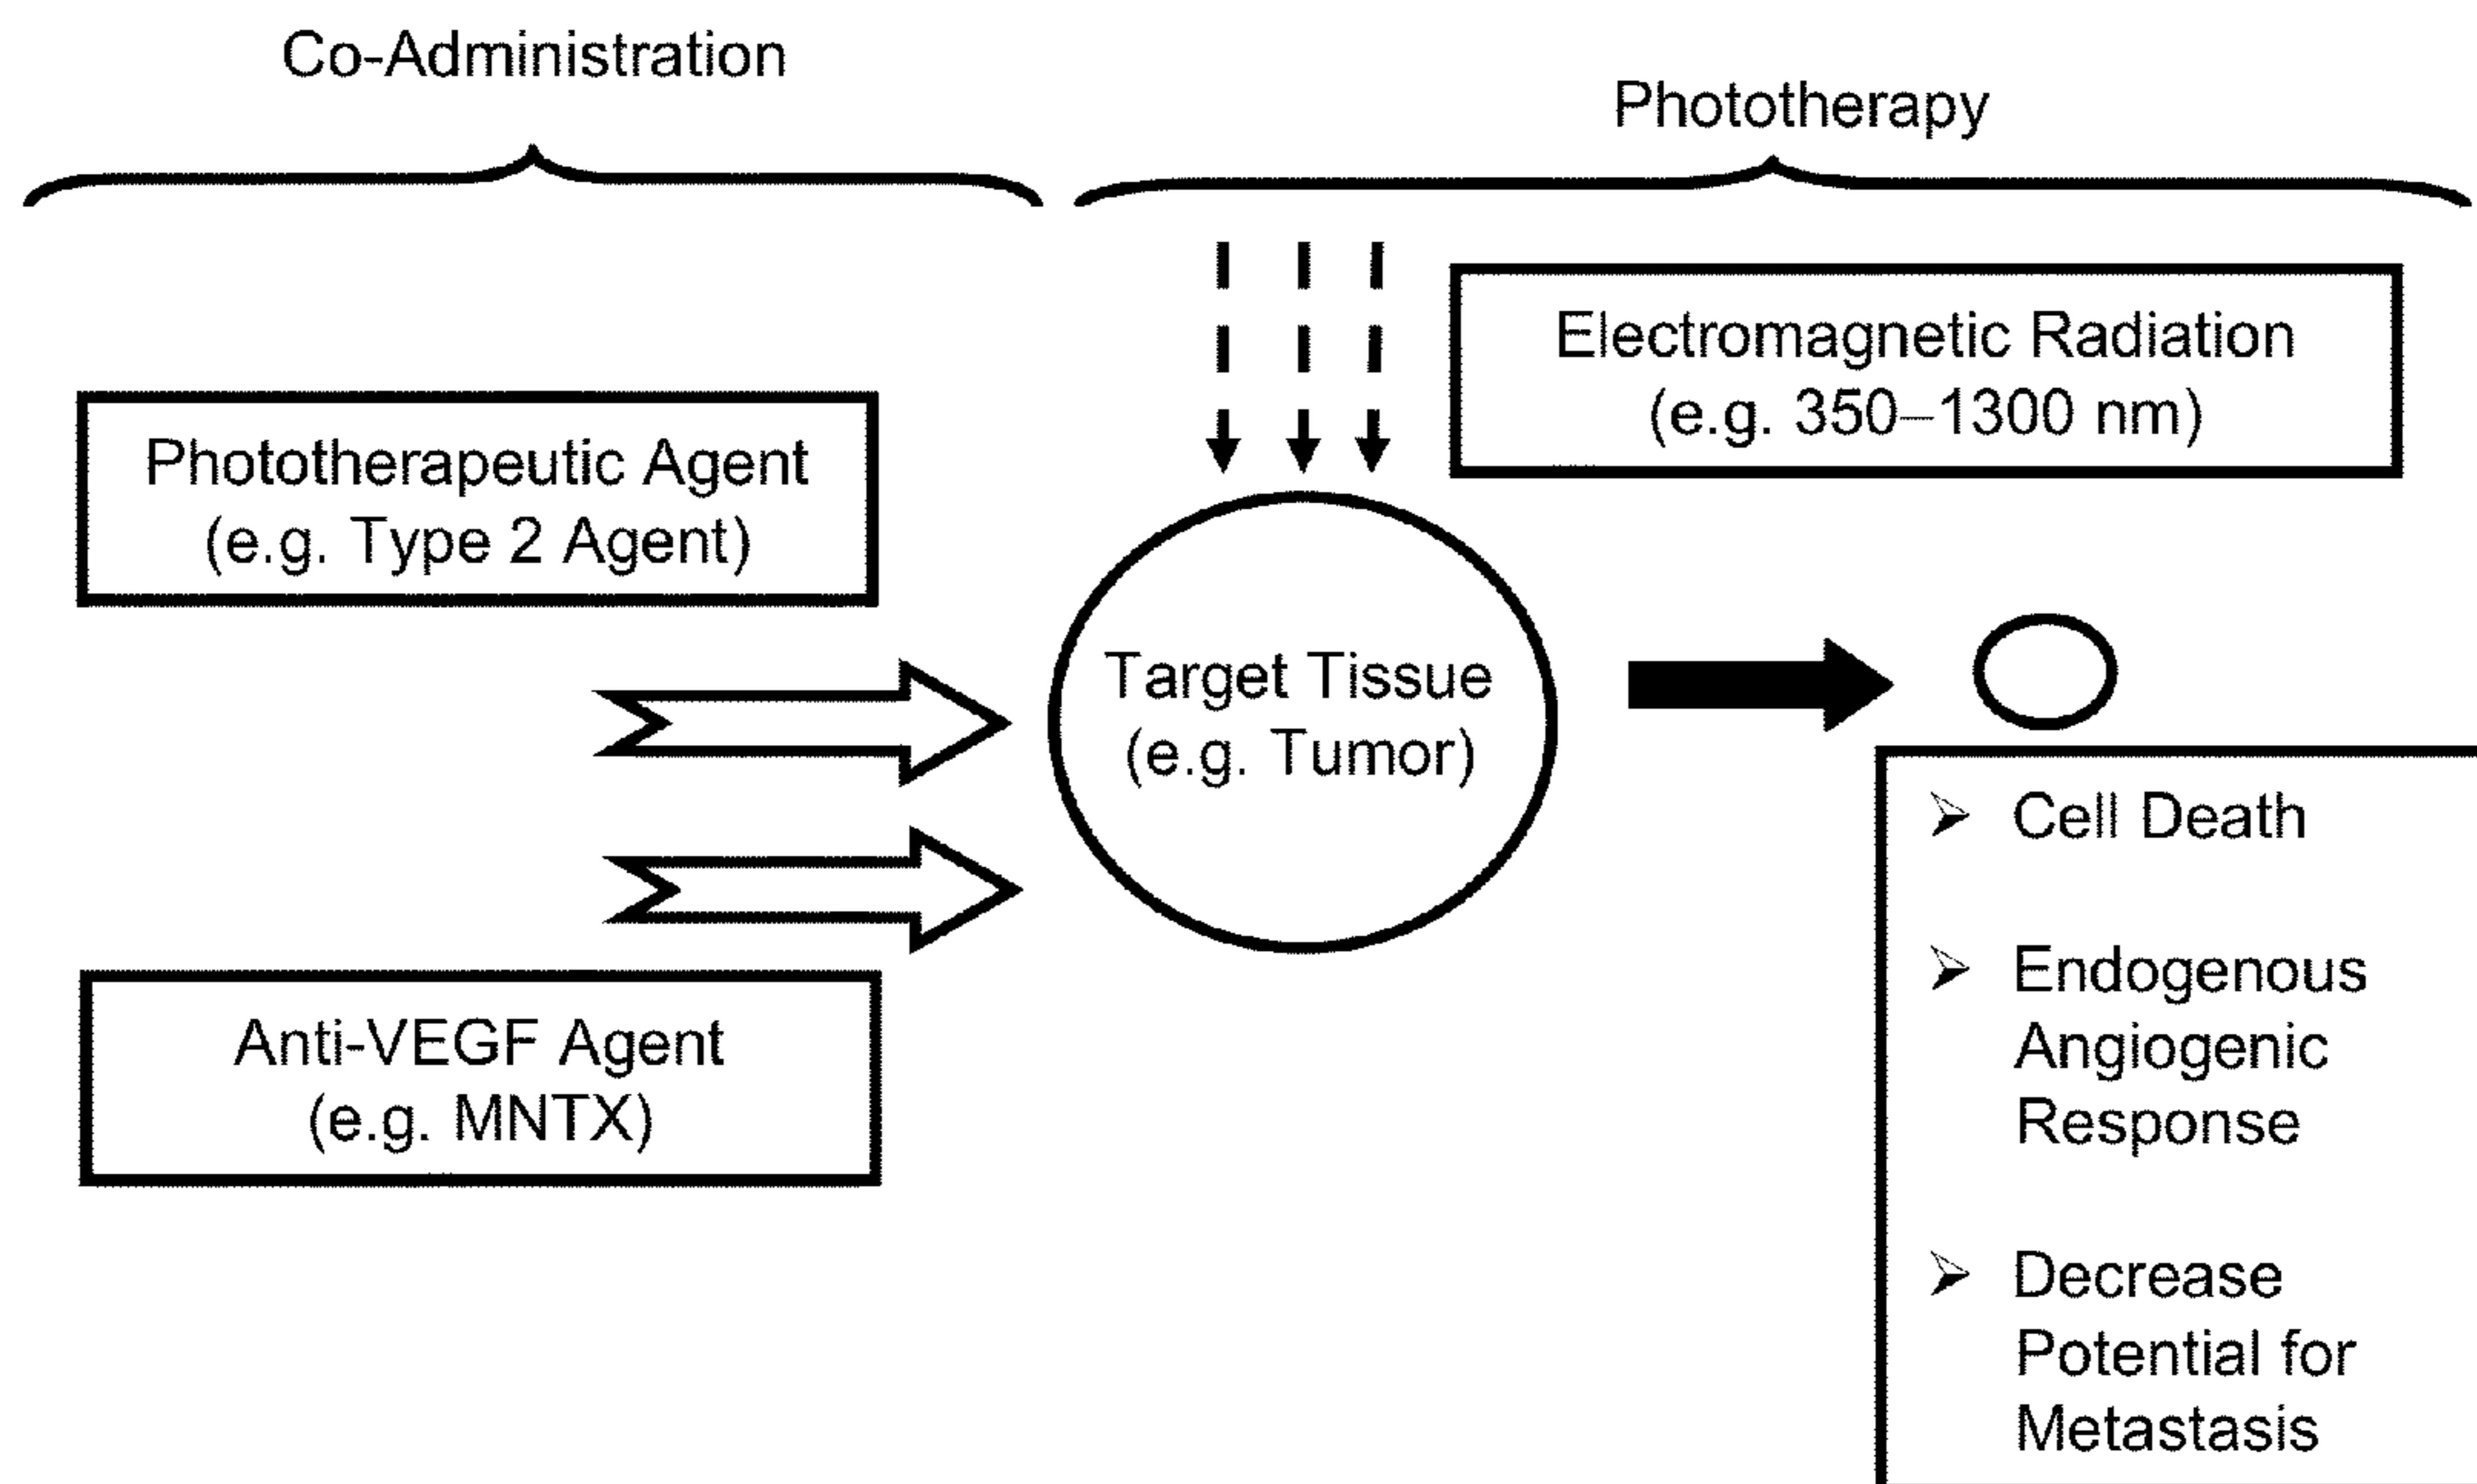 Co-Administration
Phototherapy
Electromagnetic Radiation
(e.g. 350–1300 nm)
Phototherapeutic Agent
(e.g. Type 2 Agent)
Target Tissue
(e.g. Tumor)
Anti-VEGF Agent
(e.g. MNTX)
➢ Cell Death
➢ Endogenous
Angiogenic
Response
➢ Decrease
Potential for
Metastasis